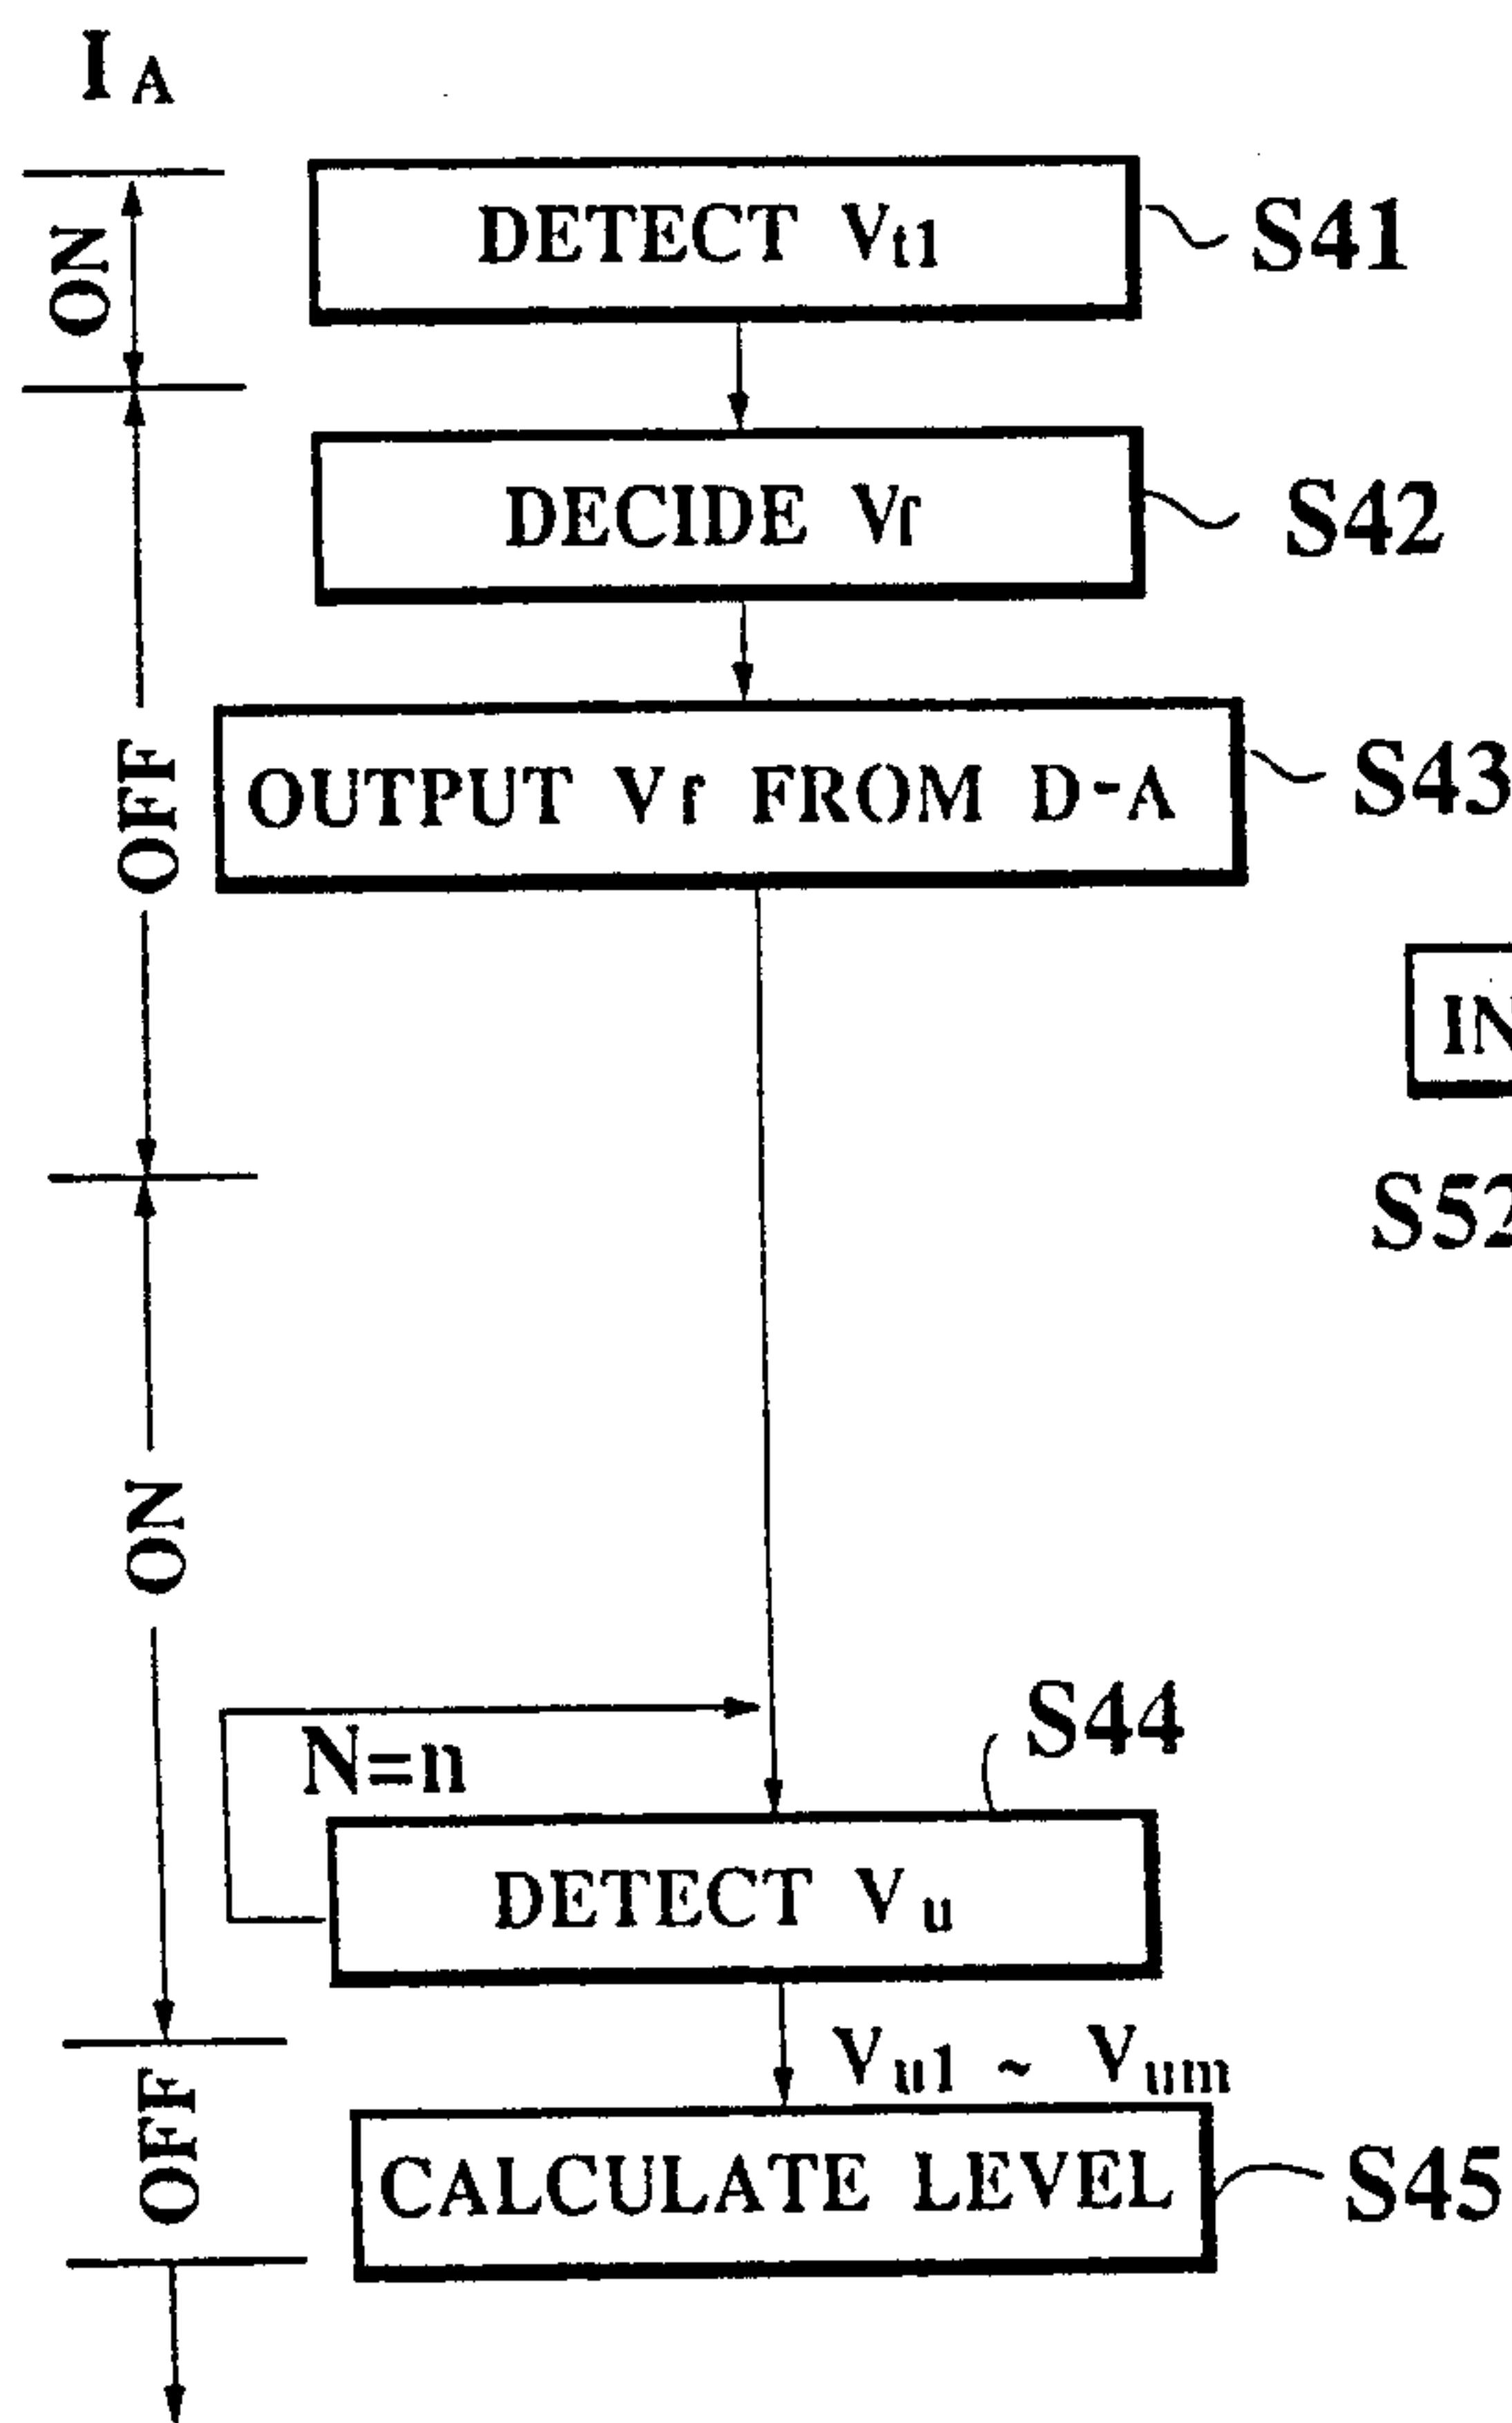 IA
ON
DETECT Vt1
S41
DECIDE Vf
S42
OFF
OUTPUT Vf FROM D-A
S43
IN
S52
ON
N=n
S44
DETECT Vu
Vu1 ~ Vum
OFF
CALCULATE LEVEL
S45